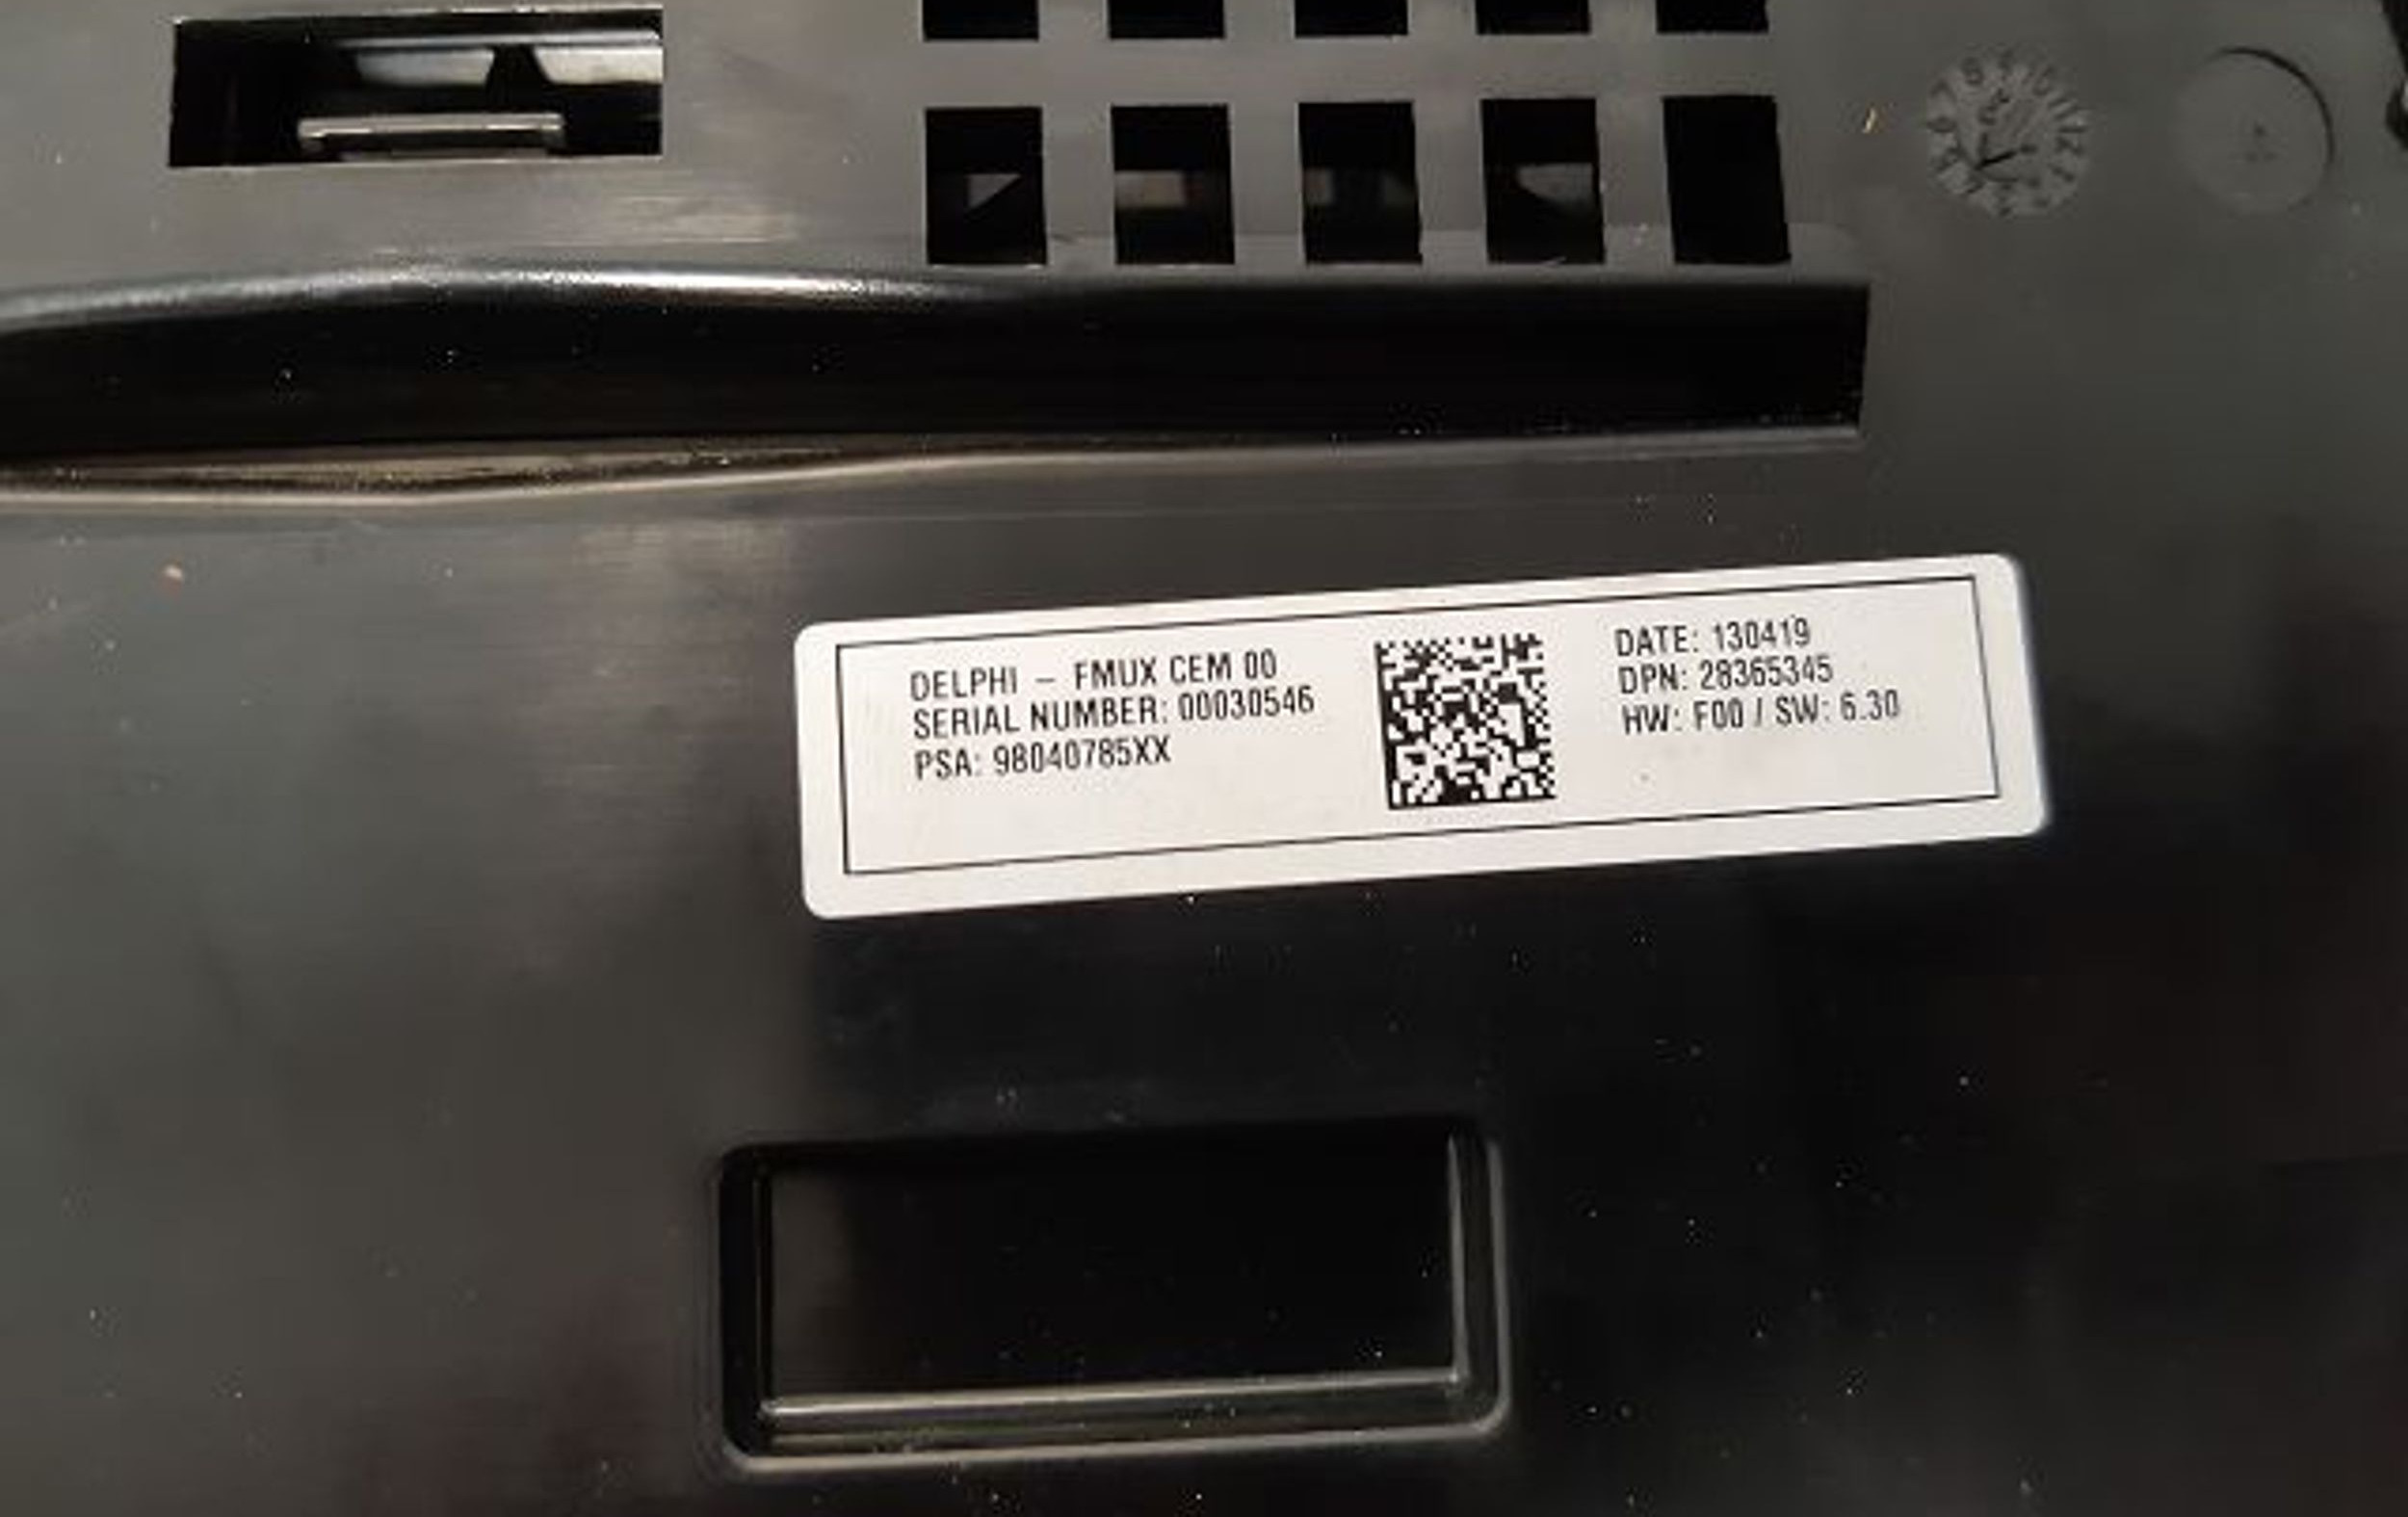 DELPHI – FMUX CEM 00
SERIAL NUMBER: 00030546
PSA: 98040785XX
DATE: 130419
DPN: 28365345
HW: F00 / SW: 6.30